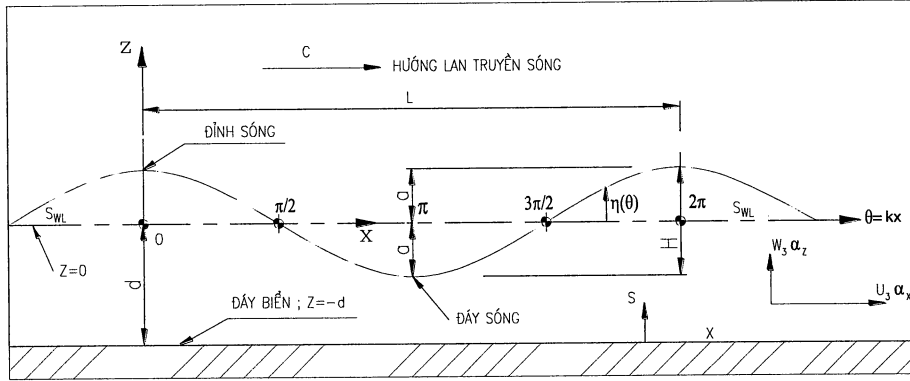 Z
C
HƯỚNG LAN TRUYỀN SÓNG
L
ĐỈNH SÓNG
a
SWL
π/2
π
3π/2
η(θ)
2π
SWL
θ=kx
0
X
Z=0
d
a
H
W3 αz
ĐÁY BIỂN ; Z=-d
ĐÁY SÓNG
S
X
U3 αx